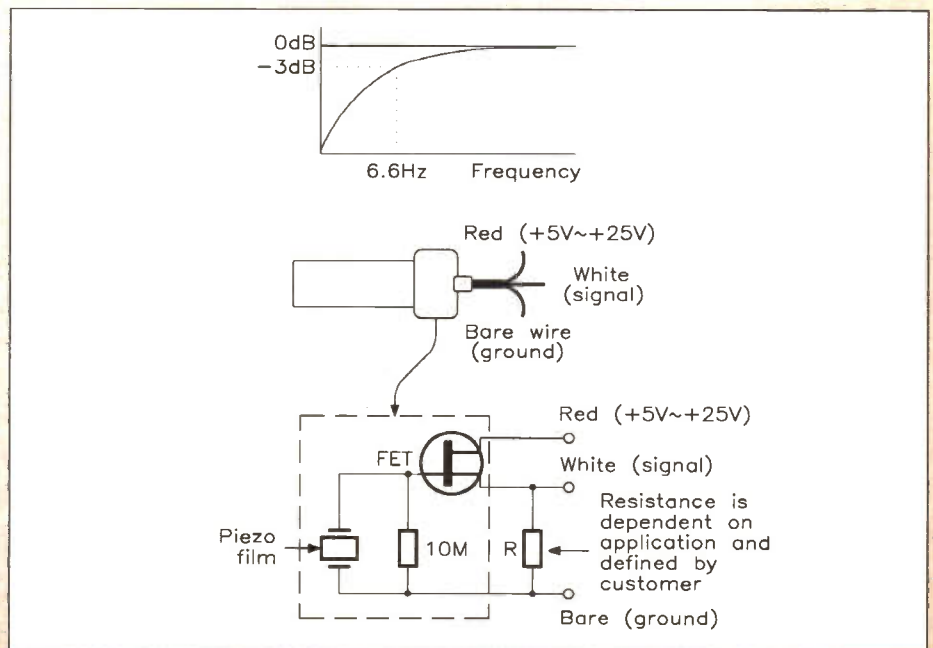 0dB
−3dB
6.6Hz Frequency
Red (+5V~+25V)
White
(signal)
Bare wire
(ground)
Red (+5V~+25V)
FET
White (signal)
Piezo
film
10M
R
Resistance is
dependent on
application and
defined by
customer
Bare (ground)